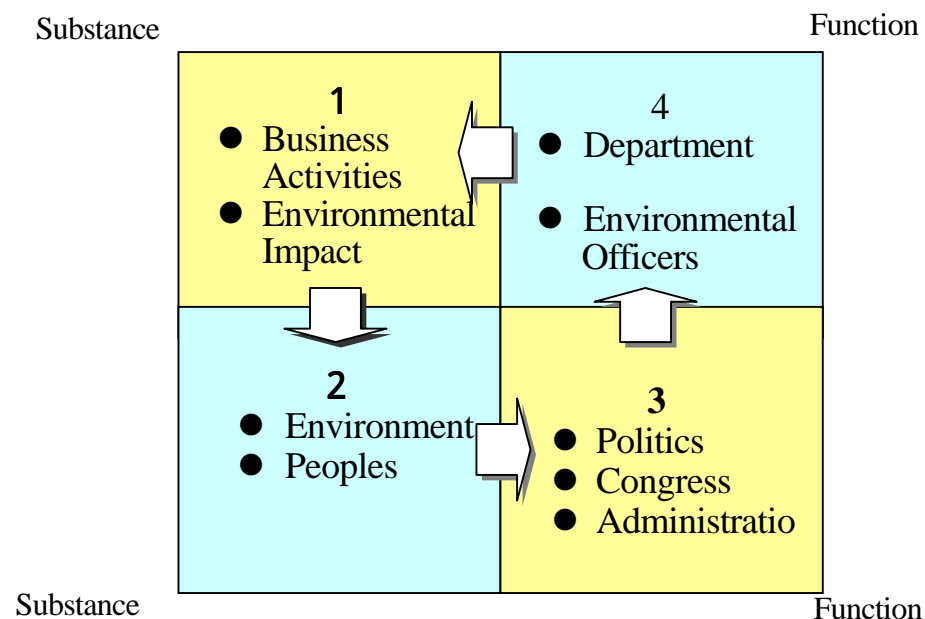 Substance
Function
1
● Business
Activities
● Environmental
Impact
4
● Department
● Environmental
Officers
2
● Environment
● Peoples
3
● Politics
● Congress
● Administratio
Substance
Function